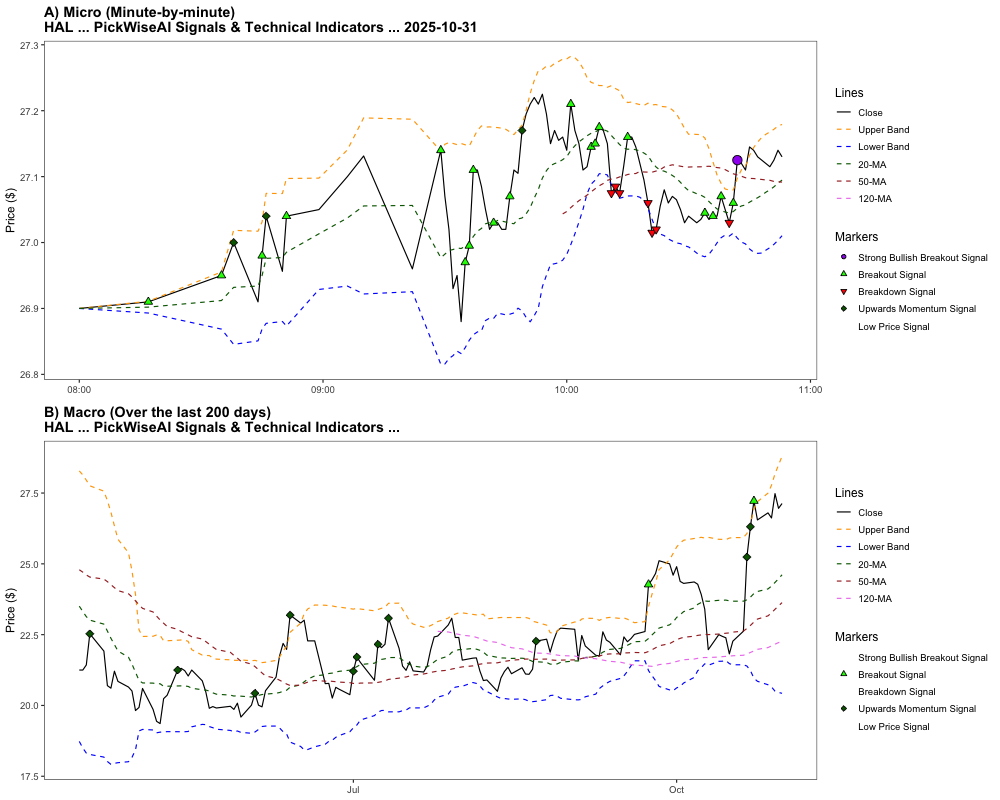 A) Micro (Minute-by-minute)
HAL ... PickWiseAI Signals & Technical Indicators ... 2025-10-31
27.3
27.2
27.1
27.0
26.9
26.8
Price ($)
08:00
09:00
10:00
11:00
Lines
Close
Upper Band
Lower Band
20-MA
50-MA
120-MA
Markers
Strong Bullish Breakout Signal
Breakout Signal
Breakdown Signal
Upwards Momentum Signal
Low Price Signal
B) Macro (Over the last 200 days)
HAL ... PickWiseAI Signals & Technical Indicators ...
27.5
25.0
22.5
20.0
17.5
Price ($)
Jul
Oct
Lines
Close
Upper Band
Lower Band
20-MA
50-MA
120-MA
Markers
Strong Bullish Breakout Signal
Breakout Signal
Breakdown Signal
Upwards Momentum Signal
Low Price Signal